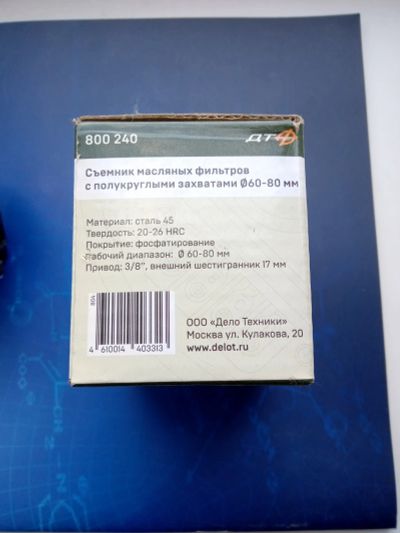 800 240
ДТ
Съемник масляных фильтров
с полукруглыми захватами Ø60-80 мм
Материал: сталь 45
Твердость: 20-26 HRC
Покрытие: фосфатирование
рабочий диапазон: Ø 60-80 мм
Привод: 3/8", внешний шестигранник 17 мм
804
4 610014 403313
ООО «Дело Техники»
Москва ул. Кулакова, 20
www.delot.ru